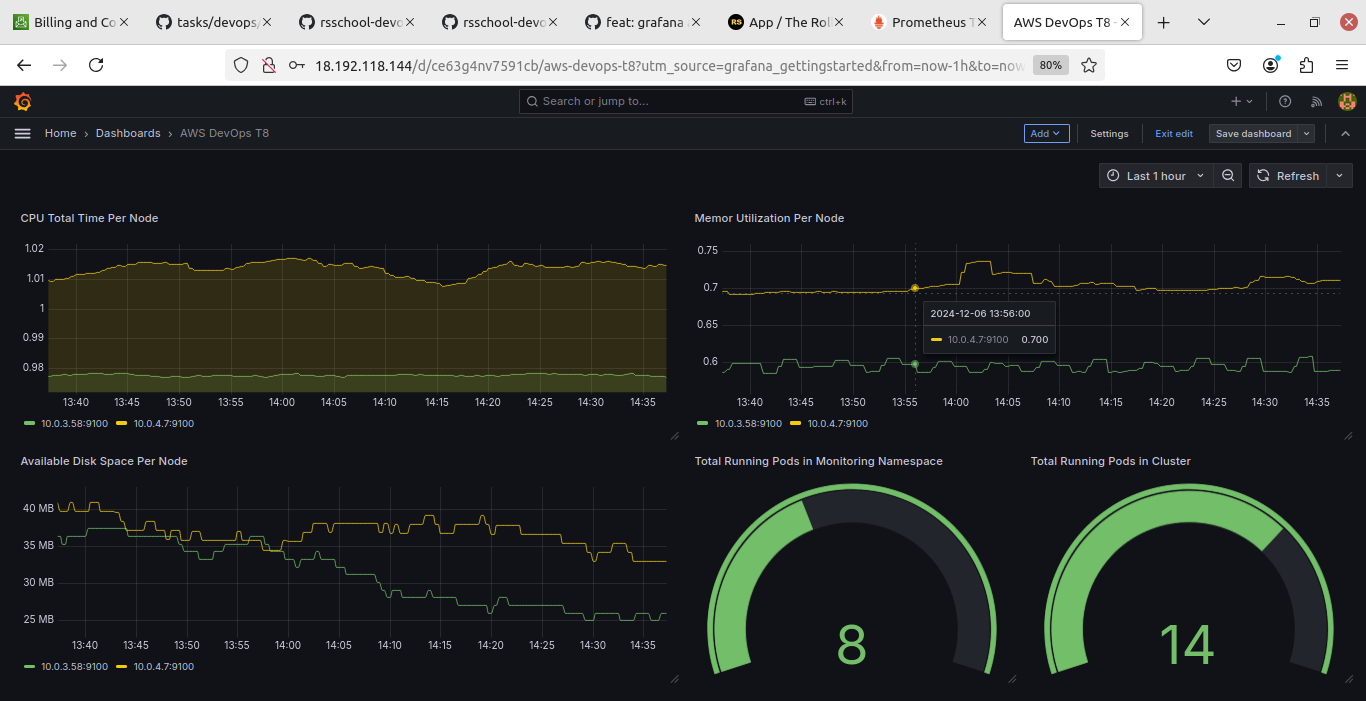 Billing and Co
tasks/devops/
rsschool-devo
rsschool-devo
feat: grafana
RS App / The Roll
Prometheus T
AWS DevOps T8 -
18.192.118.144/d/ce63g4nv7591cb/aws-devops-t8?utm_source=grafana_gettingstarted&from=now-1h&to=now
80%
Search or jump to...
ctrl+k
Home › Dashboards › AWS DevOps T8
Add
Settings
Exit edit
Save dashboard
Last 1 hour
Refresh
CPU Total Time Per Node
1.02
1.01
1
0.99
0.98
13:40 13:45 13:50 13:55 14:00 14:05 14:10 14:15 14:20 14:25 14:30 14:35
10.0.3.58:9100 10.0.4.7:9100
Memor Utilization Per Node
0.75
0.7
0.65
0.6
2024-12-06 13:56:00
10.0.4.7:9100 0.700
13:40 13:45 13:50 13:55 14:00 14:05 14:10 14:15 14:20 14:25 14:30 14:35
10.0.3.58:9100 10.0.4.7:9100
Available Disk Space Per Node
40 MB
35 MB
30 MB
25 MB
13:40 13:45 13:50 13:55 14:00 14:05 14:10 14:15 14:20 14:25 14:30 14:35
10.0.3.58:9100 10.0.4.7:9100
Total Running Pods in Monitoring Namespace
8
Total Running Pods in Cluster
14